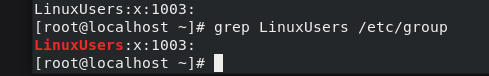 LinuxUsers:x:1003:
[root@localhost ~]# grep LinuxUsers /etc/group
LinuxUsers:x:1003:
[root@localhost ~]#